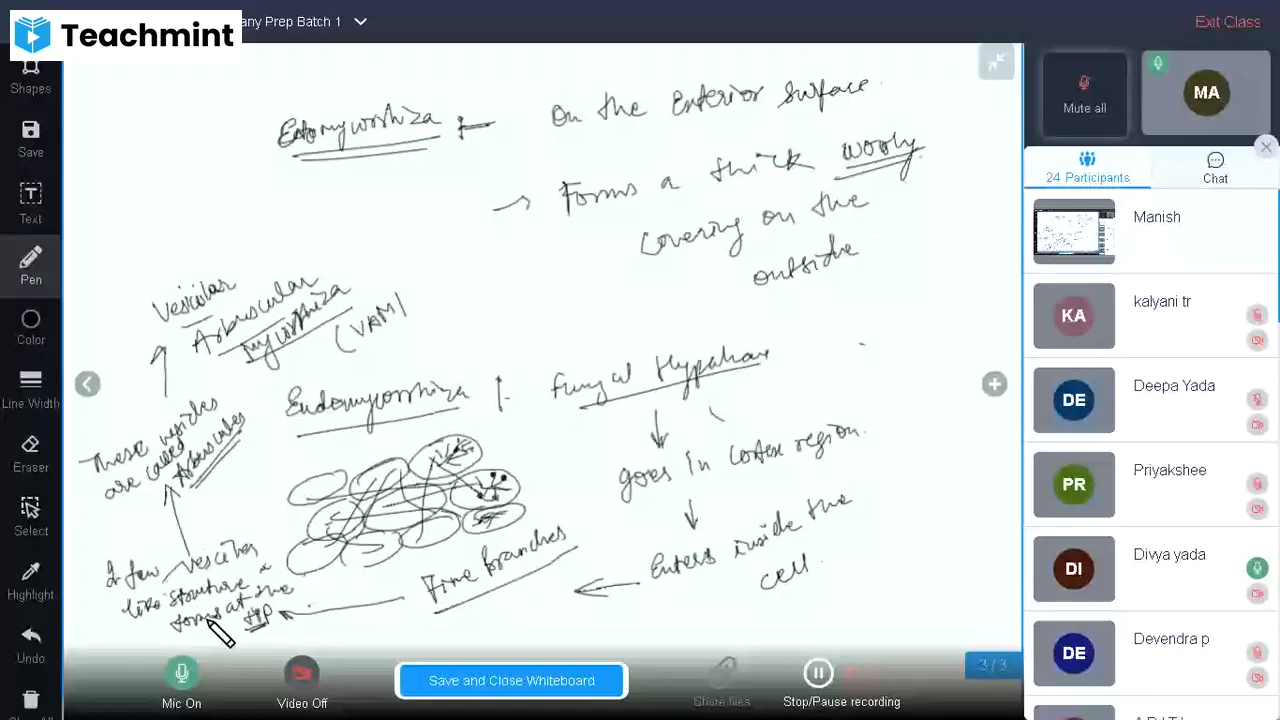 Teachmint
any Prep Batch 1
Exit Class
Shapes
Save
Text
Pen
Color
Line Width
Eraser
Select
Highlight
Undo
Ectomycorrhiza
On the Exterior Surface.
→ Forms a thick wooly
covering on the
outside
Vesicular
Arbuscular
Mycorrhiza
(VAM)
Endomycorrhiza :-
Fungal Hyphae
goes in cortex region.
Enters inside the
cell.
Fine branches
A few vesicles
like structure
forms at the
tip
These vesicles
are called
Arbuscules
3/3
Mic On
Video Off
Save and Close Whiteboard
Share files
Stop/Pause recording
Mute all
MA
24 Participants
Chat
Manish
KA
kalyani tr
DE
Deepa Yada
PR
Priyakshee
DI
Divya yada
DE
Devendra p